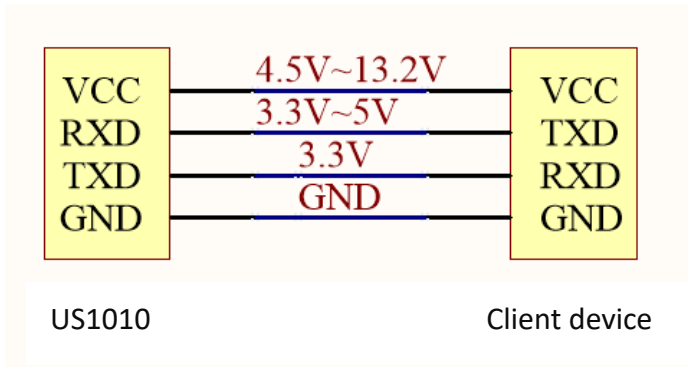 4.5V~13.2V
VCC VCC
3.3V~5V
RXD TXD
3.3V
TXD RXD
GND
GND GND
US1010 Client device